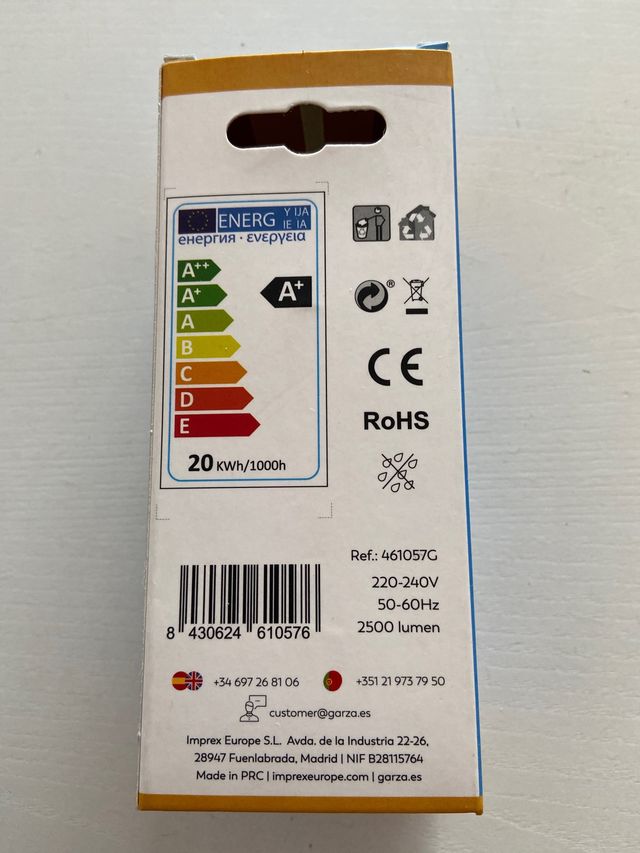 ENERG Y IJA
IE IA
енергия · ενεργεια
A++
A+
A+
A
B
C
D
E
20 KWh/1000h
®
CE
RoHS
Ref.: 461057G
220-240V
50-60Hz
2500 lumen
8 430624 610576
+34 697 26 81 06
+351 21 973 79 50
customer@garza.es
Imprex Europe S.L. Avda. de la Industria 22-26,
28947 Fuenlabrada, Madrid | NIF B28115764
Made in PRC | imprexeurope.com | garza.es